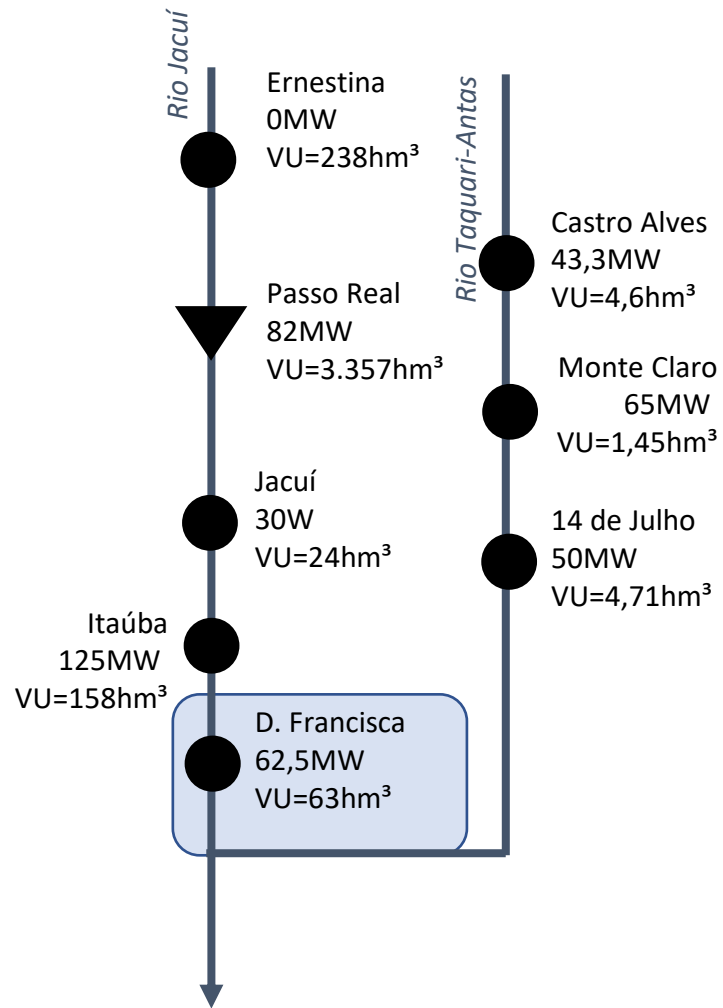 Rio Jacuí
Ernestina
0MW
VU=238hm³
Passo Real
82MW
VU=3.357hm³
Jacuí
30W
VU=24hm³
Itaúba
125MW
VU=158hm³
D. Francisca
62,5MW
VU=63hm³
Rio Taquari-Antas
Castro Alves
43,3MW
VU=4,6hm³
Monte Claro
65MW
VU=1,45hm³
14 de Julho
50MW
VU=4,71hm³